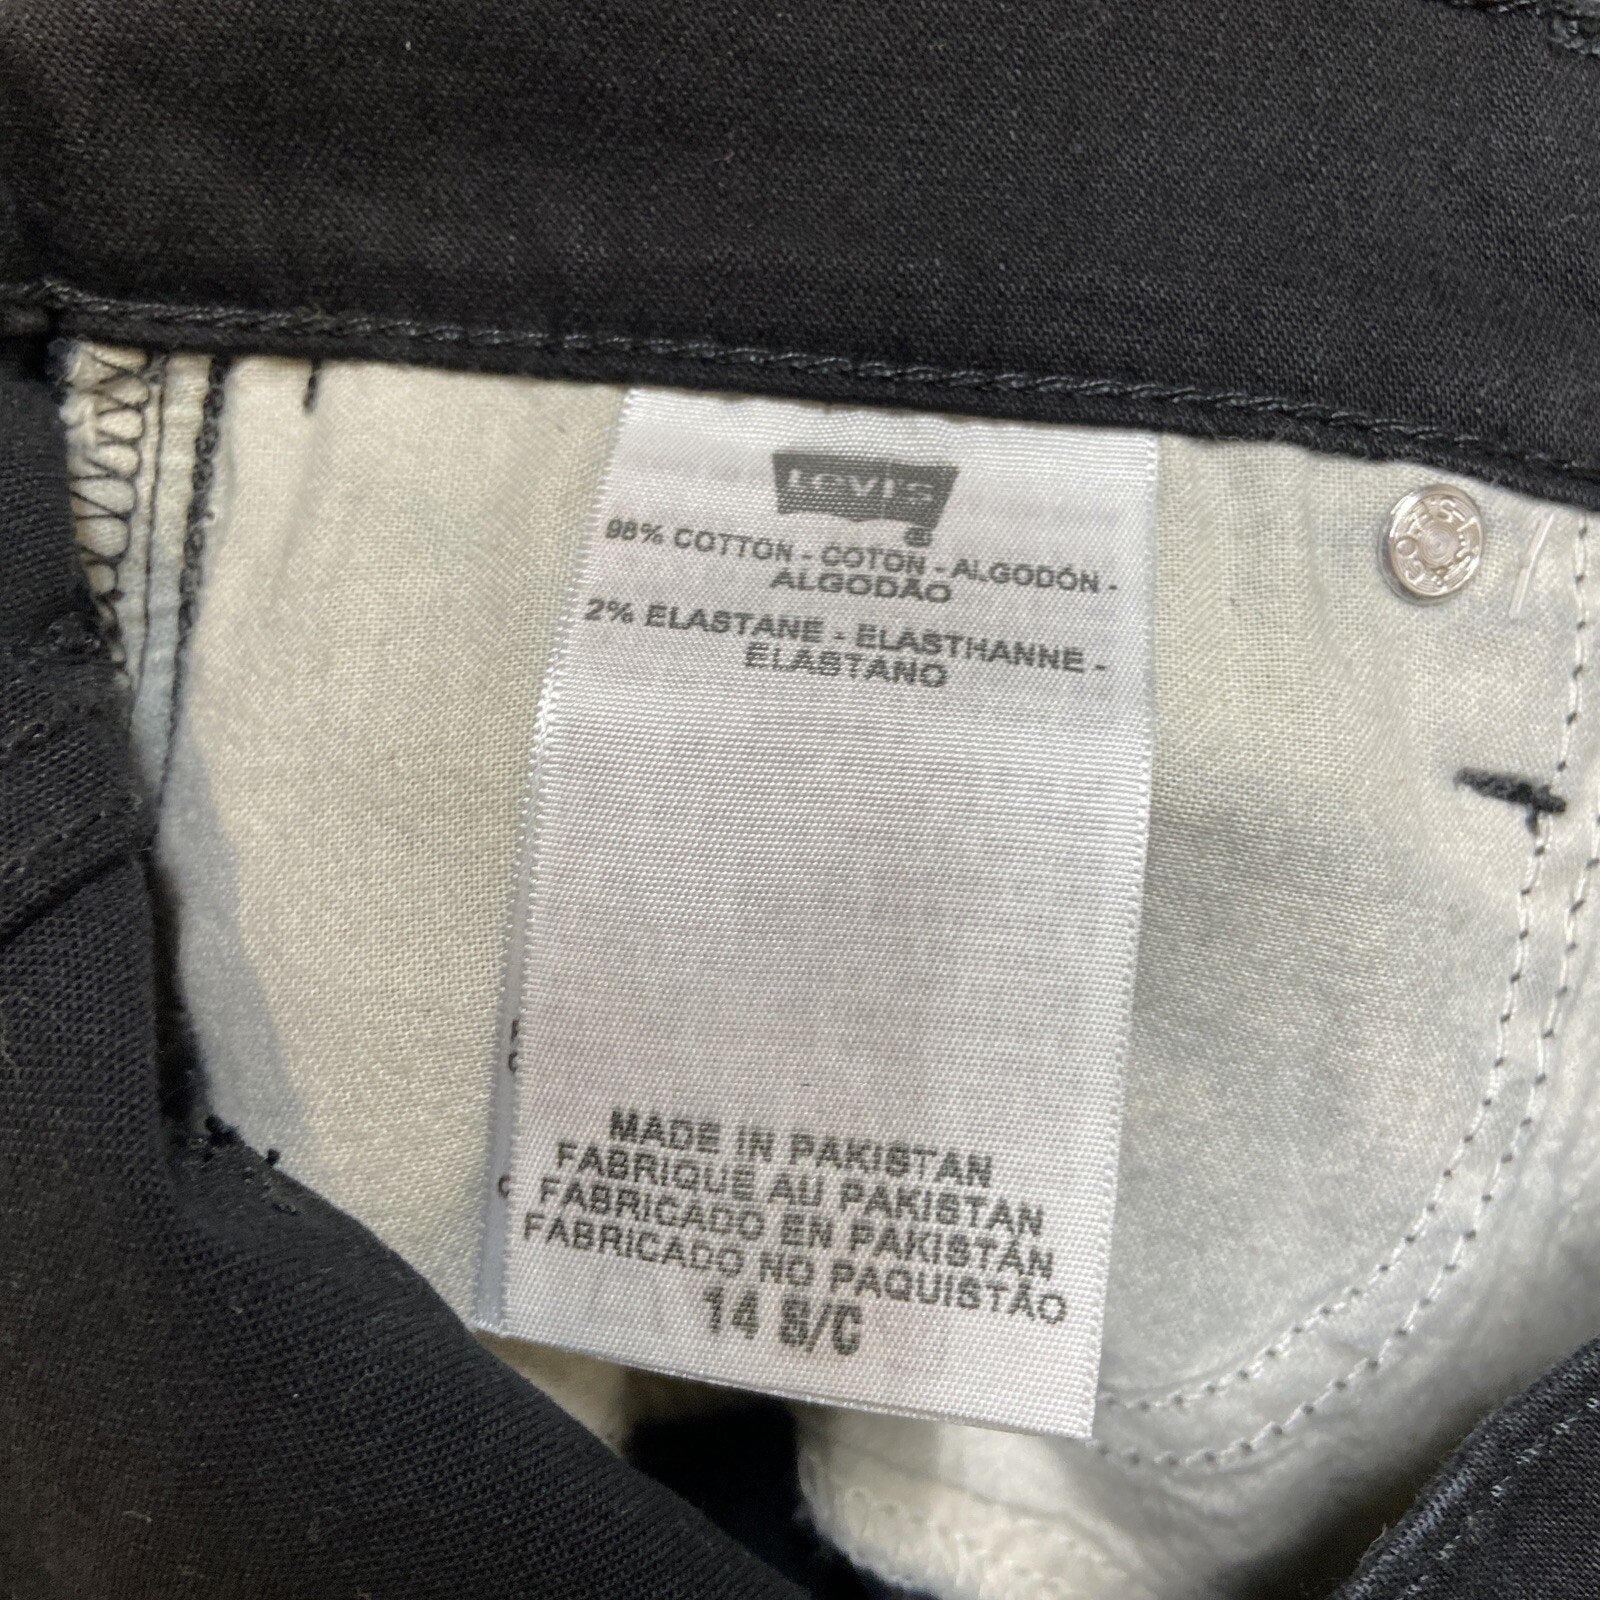 Levi's
®
98% COTTON - COTON - ALGODÓN -
ALGODÃO
2% ELASTANE - ELASTHANNE -
ELASTANO
MADE IN PAKISTAN
FABRIQUÉ AU PAKISTAN
FABRICADO EN PAKISTÁN
FABRICADO NO PAQUISTÃO
14 S/C